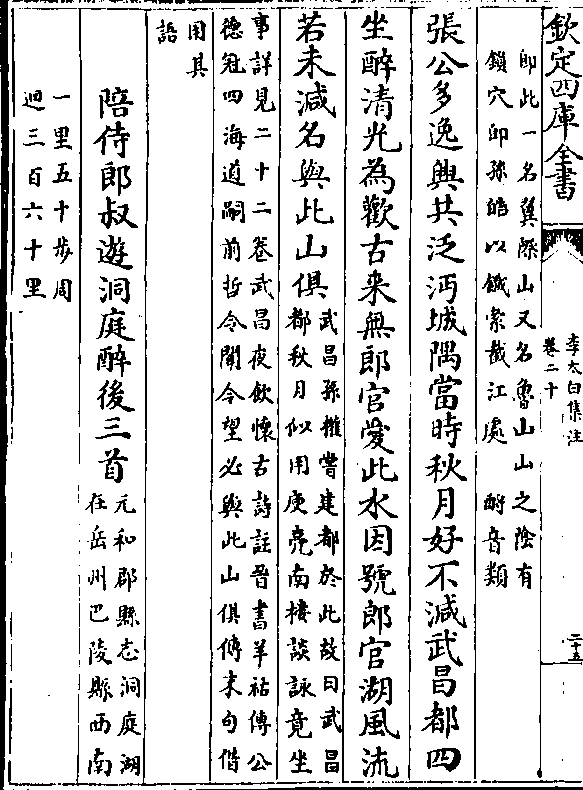 欽定四庫全書
李太白集注
卷二十
二十五
即此一名翼際山又名魯山山之陰有
鎖穴即孫皓以鐵索截江處 酹音類
張公多逸興共泛沔城隅當時秋月好不減武昌都四
坐醉清光為歡古來無郎官愛此水因號郎官湖風流
若未減名與此山俱
武昌孫權嘗建都於此故曰武昌
都秋月似用庾亮南樓談詠竟坐
事詳見二十二卷武昌夜飲懷古詩註晉書羊祜傳公
德冠四海道嗣前哲令聞令望必與此山俱傳末句借
用其
語
陪侍郎叔遊洞庭醉後三首
元和郡縣志洞庭湖
在岳州巴陵縣西南
一里五十步周
迴三百六十里